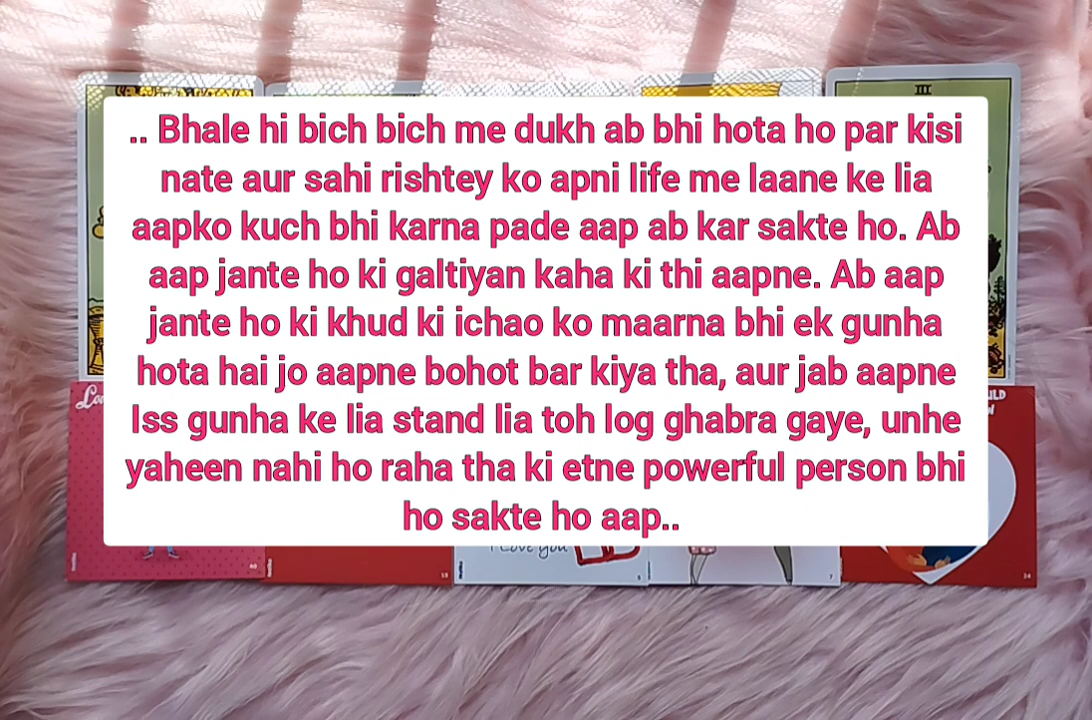 III
.. Bhale hi bich bich me dukh ab bhi hota ho par kisi
nate aur sahi rishtey ko apni life me laane ke lia
aapko kuch bhi karna pade aap ab kar sakte ho. Ab
aap jante ho ki galtiyan kaha ki thi aapne. Ab aap
jante ho ki khud ki ichao ko maarna bhi ek gunha
hota hai jo aapne bohot bar kiya tha, aur jab aapne
Iss gunha ke lia stand lia toh log ghabra gaye, unhe
yaheen nahi ho raha tha ki etne powerful person bhi
ho sakte ho aap..
I Love you